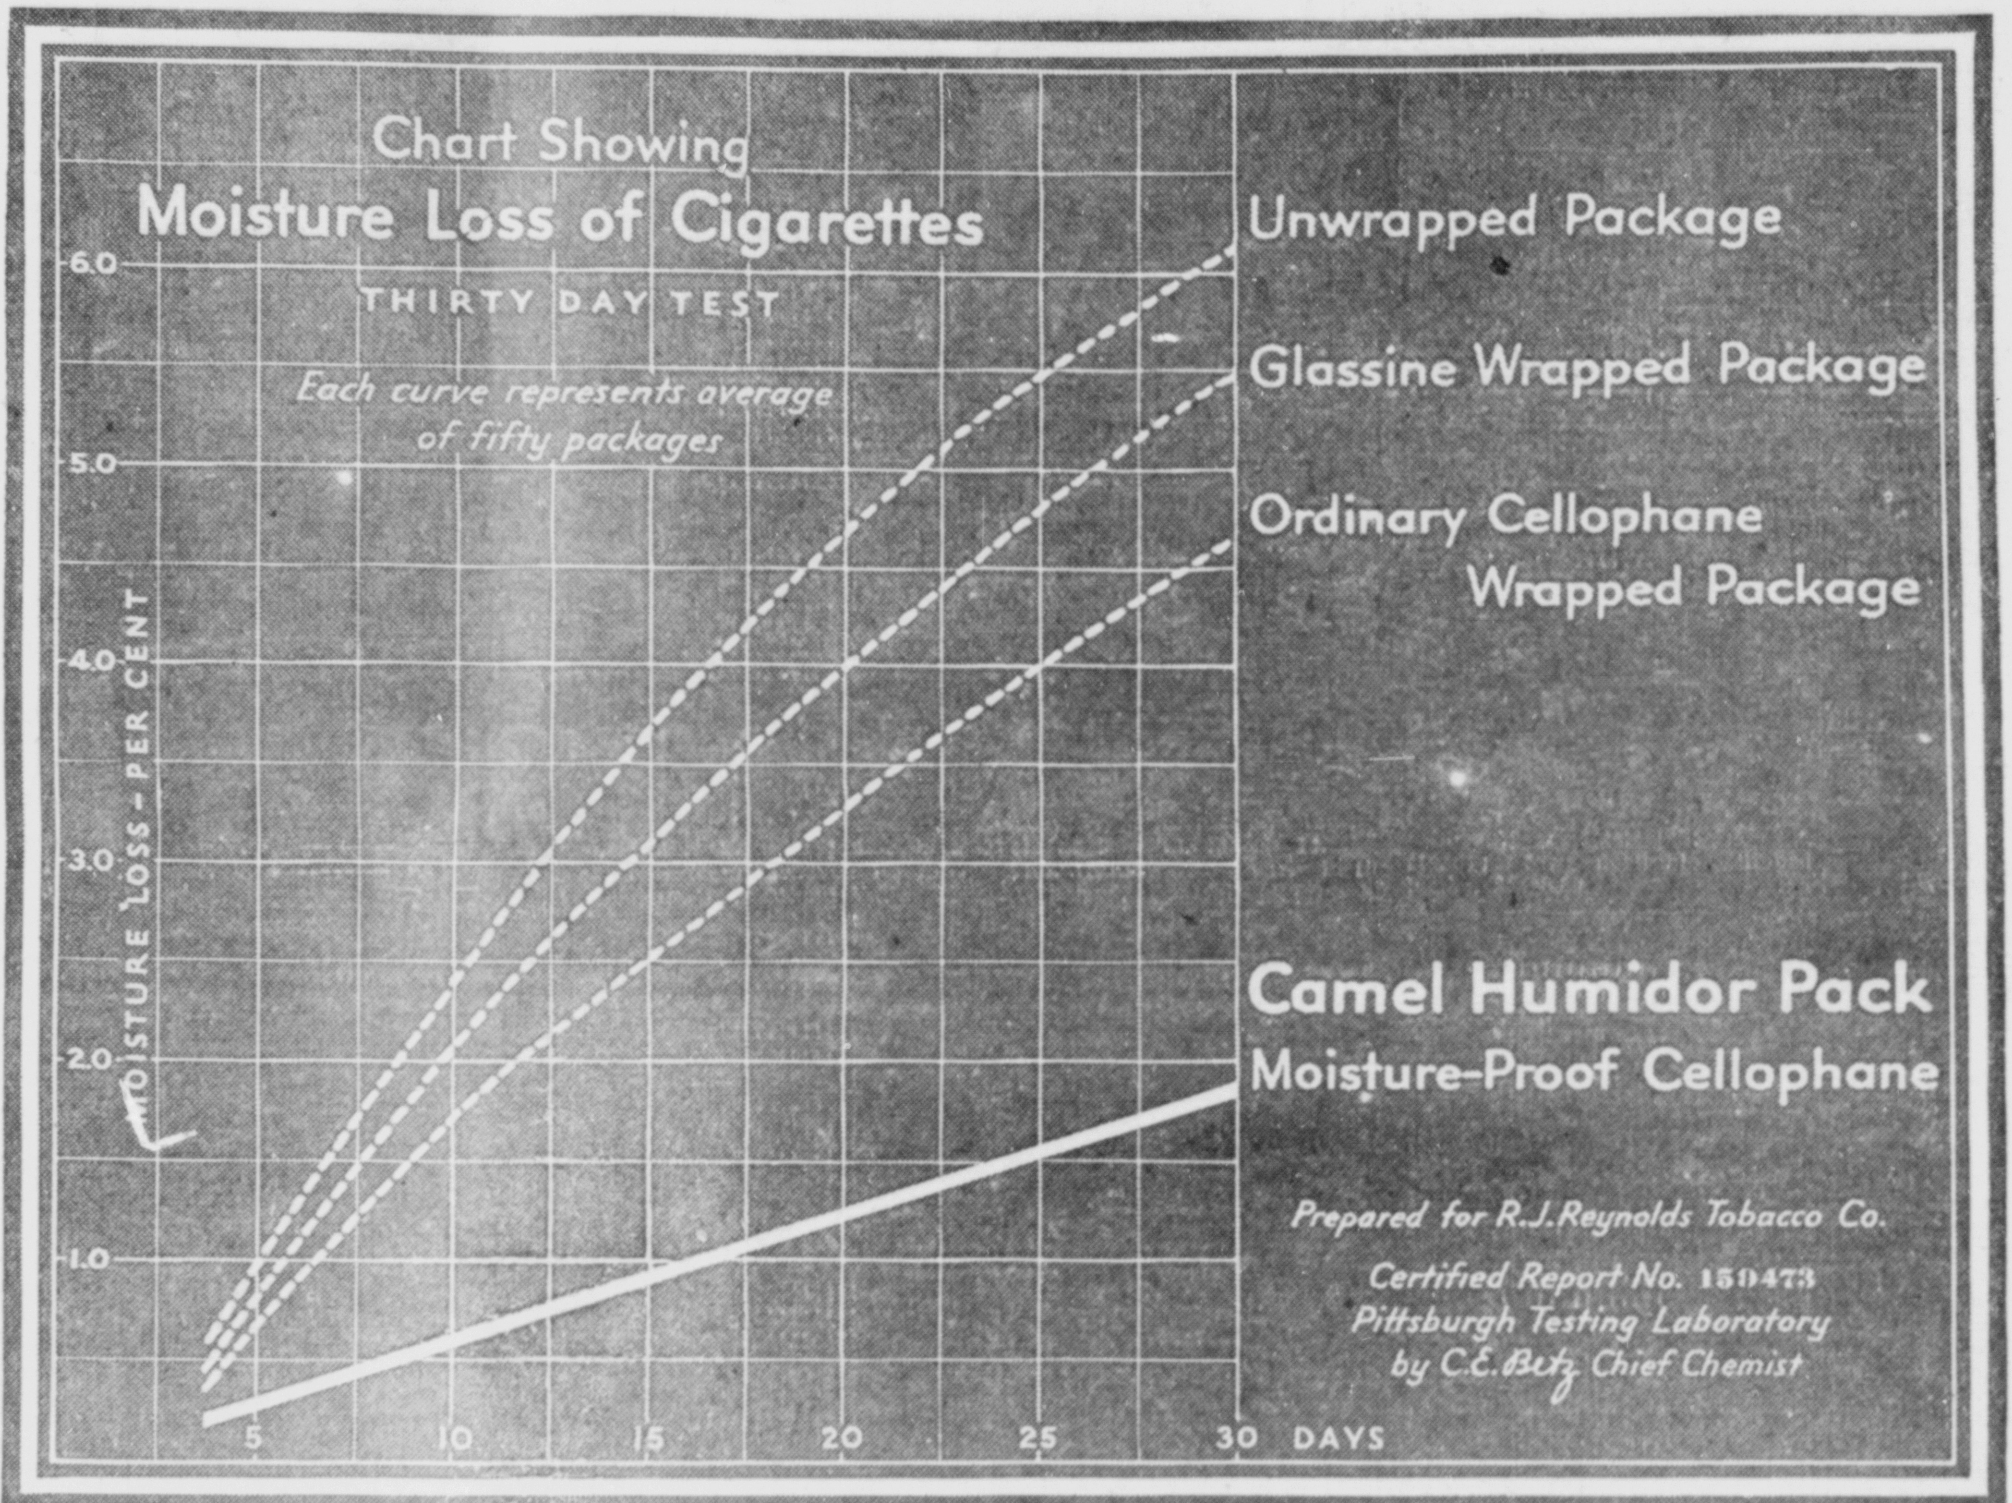 Chart Showing
Moisture Loss of Cigarettes
THIRTY DAY TEST
Each curve represents average
of fifty packages
6.0
5.0
4.0
3.0
2.0
1.0
MOISTURE LOSS - PER CENT
5 10 15 20 25 30 DAYS
Unwrapped Package
Glassine Wrapped Package
Ordinary Cellophane
Wrapped Package
Camel Humidor Pack
Moisture-Proof Cellophane
Prepared for R.J.Reynolds Tobacco Co.
Certified Report No. 150473
Pittsburgh Testing Laboratory
by C.E.Betz Chief Chemist